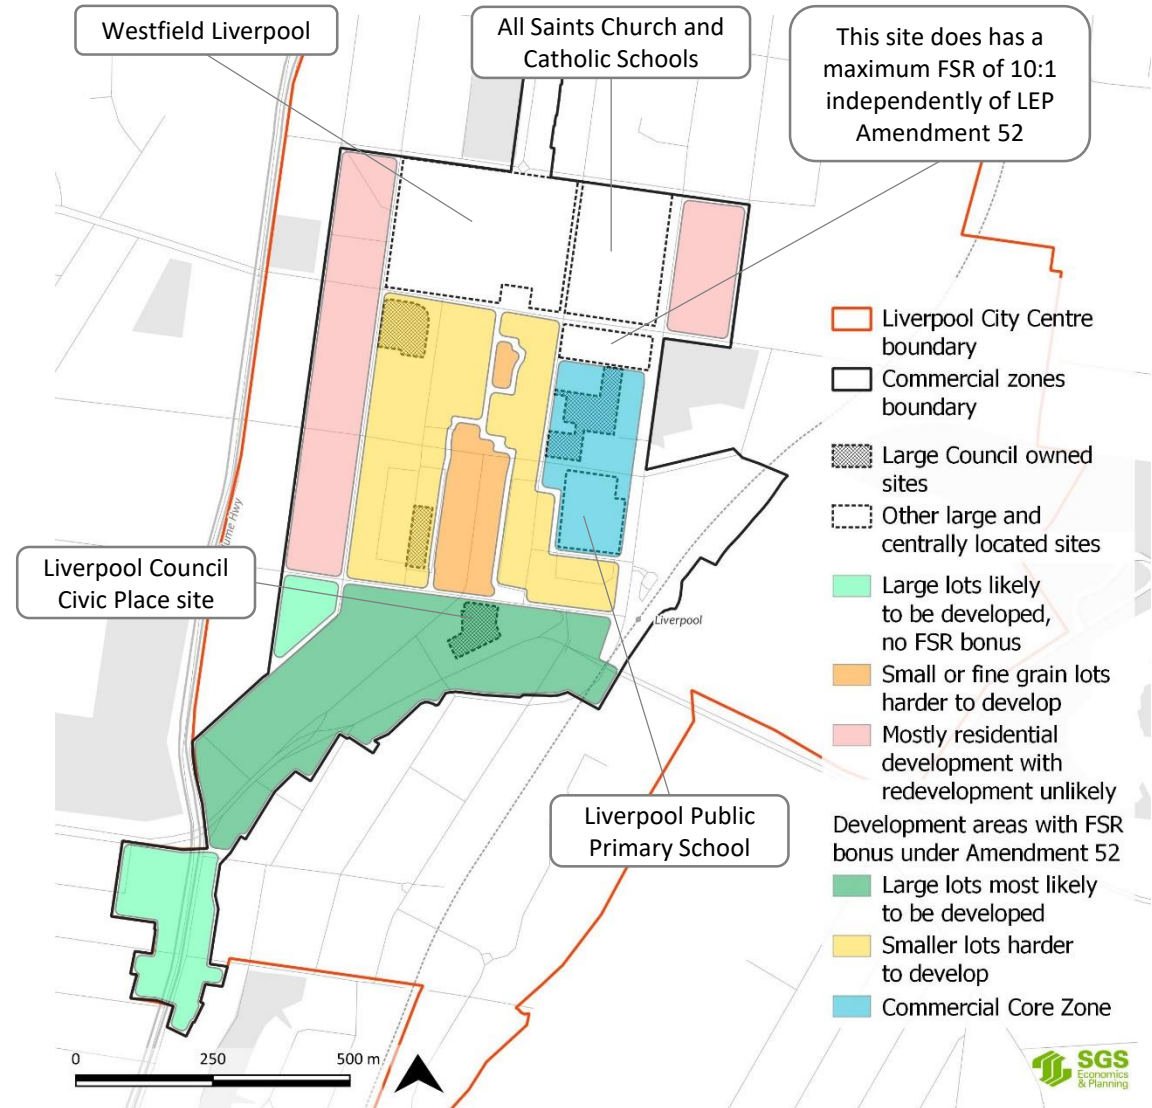 Westfield Liverpool
All Saints Church and
Catholic Schools
This site does has a
maximum FSR of 10:1
independently of LEP
Amendment 52
Liverpool City Centre
boundary
Commercial zones
boundary
Large Council owned
sites
Other large and
centrally located sites
Large lots likely
to be developed,
no FSR bonus
Small or fine grain lots
harder to develop
Mostly residential
development with
redevelopment unlikely
Development areas with FSR
bonus under Amendment 52
Large lots most likely
to be developed
Smaller lots harder
to develop
Commercial Core Zone
ume Hwy
Liverpool Council
Civic Place site
Liverpool
Liverpool Public
Primary School
0 250 500 m
SGS
Economics
& Planning